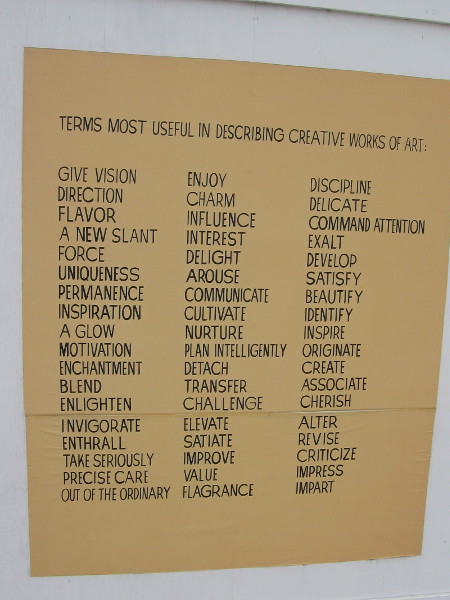 TERMS MOST USEFUL IN DESCRIBING CREATIVE WORKS OF ART:
GIVE VISION
DIRECTION
FLAVOR
A NEW SLANT
FORCE
UNIQUENESS
PERMANENCE
INSPIRATION
A GLOW
MOTIVATION
ENCHANTMENT
BLEND
ENLIGHTEN
INVIGORATE
ENTHRALL
TAKE SERIOUSLY
PRECISE CARE
OUT OF THE ORDINARY
ENJOY
CHARM
INFLUENCE
INTEREST
DELIGHT
AROUSE
COMMUNICATE
CULTIVATE
NURTURE
PLAN INTELLIGENTLY
DETACH
TRANSFER
CHALLENGE
ELEVATE
SATIATE
IMPROVE
VALUE
FLAGRANCE
DISCIPLINE
DELICATE
COMMAND ATTENTION
EXALT
DEVELOP
SATISFY
BEAUTIFY
IDENTIFY
INSPIRE
ORIGINATE
CREATE
ASSOCIATE
CHERISH
ALTER
REVISE
CRITICIZE
IMPRESS
IMPART